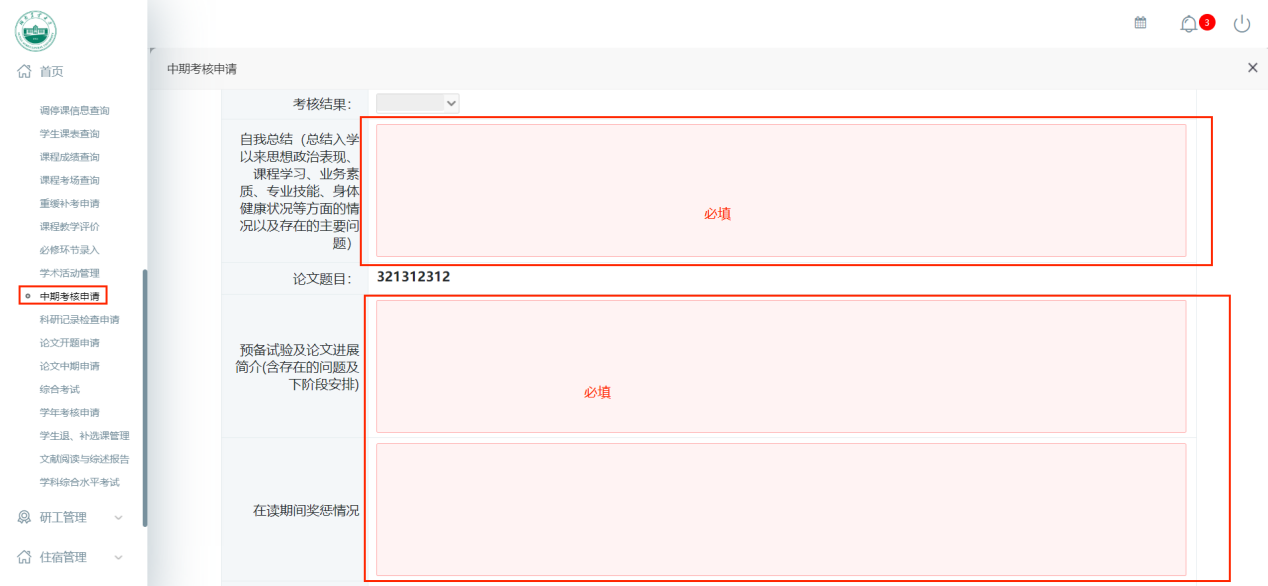 3
首页
中期考核申请
调停课信息查询
学生课表查询
课程成绩查询
课程考场查询
重缓补考申请
课程教学评价
必修环节录入
学术活动管理
中期考核申请
科研记录检查申请
论文开题申请
论文中期申请
综合考试
学年考核申请
学生退、补选课管理
文献阅读与综述报告
学科综合水平考试
研工管理
住宿管理
考核结果：
自我总结（总结入学
以来思想政治表现、
课程学习、业务素
质、专业技能、身体
健康状况等方面的情
况以及存在的主要问
题）
必填
论文题目：
321312312
预备试验及论文进展
简介(含存在的问题及
下阶段安排)
必填
在读期间奖惩情况